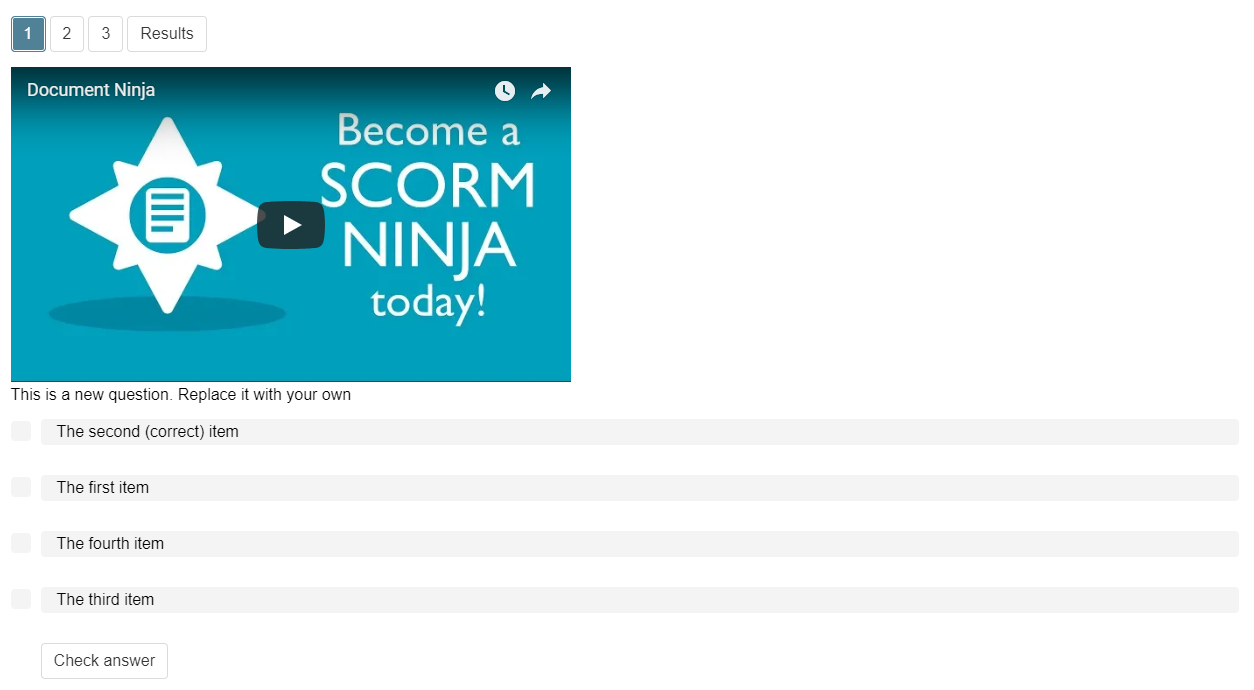 1 2 3 Results
Document Ninja
Become a
SCORM
NINJA
today!
This is a new question. Replace it with your own
The second (correct) item
The first item
The fourth item
The third item
Check answer